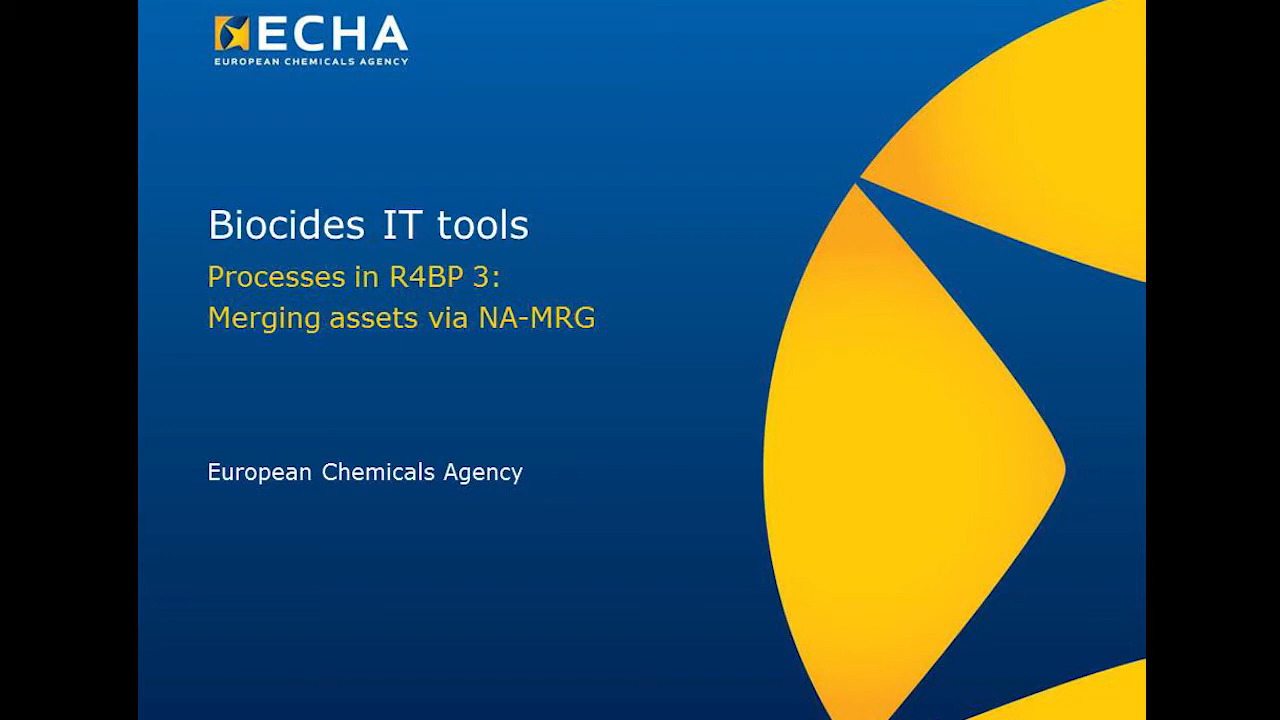 ECHA
EUROPEAN CHEMICALS AGENCY
Biocides IT tools
Processes in R4BP 3:
Merging assets via NA-MRG
European Chemicals Agency